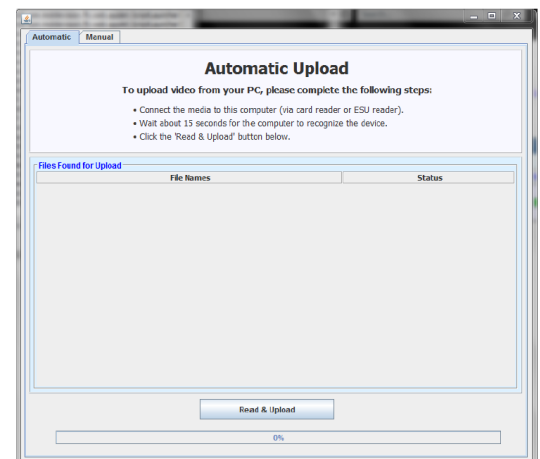 Automatic Manual
Automatic Upload
To upload video from your PC, please complete the following steps:
• Connect the media to this computer (via card reader or ESU reader).
• Wait about 15 seconds for the computer to recognize the device.
• Click the 'Read & Upload' button below.
Files Found for Upload
File Names Status
Read & Upload
0%